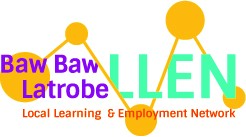 Baw Baw
Latrobe LLEN
Local Learning & Employment Network